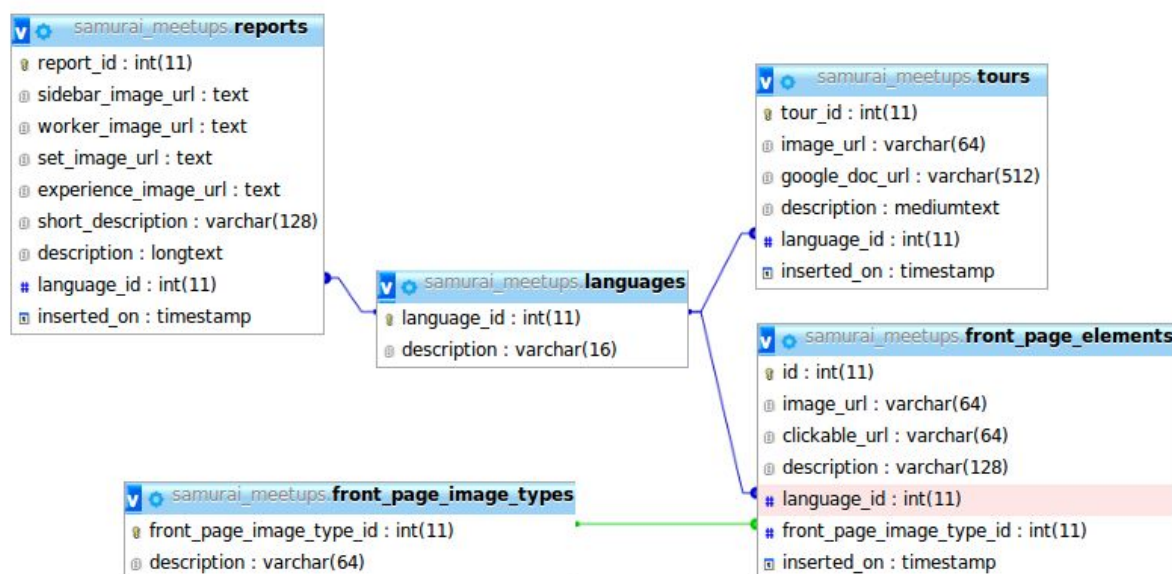 samurai_meetups.reports
report_id : int(11)
sidebar_image_url : text
worker_image_url : text
set_image_url : text
experience_image_url : text
short_description : varchar(128)
description : longtext
# language_id : int(11)
inserted_on : timestamp
samurai_meetups.languages
language_id : int(11)
description : varchar(16)
samurai_meetups.tours
tour_id : int(11)
image_url : varchar(64)
google_doc_url : varchar(512)
description : mediumtext
# language_id : int(11)
inserted_on : timestamp
samurai_meetups.front_page_elements
id : int(11)
image_url : varchar(64)
clickable_url : varchar(64)
description : varchar(128)
# language_id : int(11)
# front_page_image_type_id : int(11)
inserted_on : timestamp
samurai_meetups.front_page_image_types
front_page_image_type_id : int(11)
description : varchar(64)